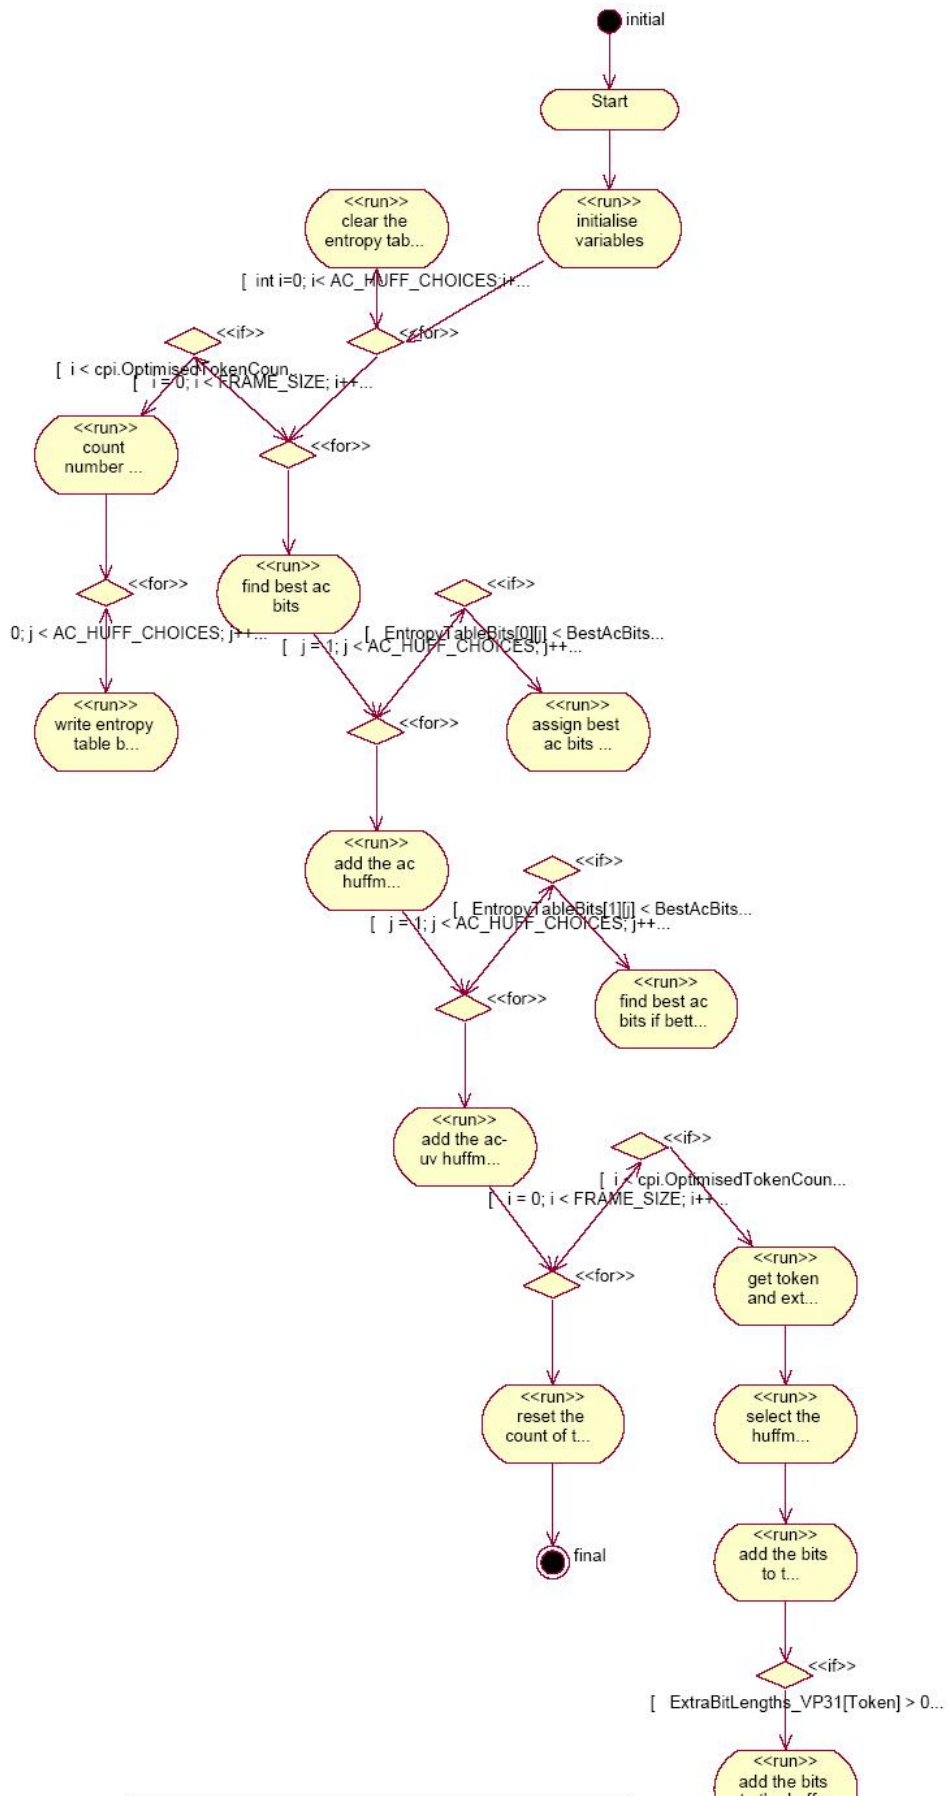 initial
Start
<<run>>
initialise
variables
<<run>>
clear the
entropy tab...
[ int i=0; i< AC_HUFF_CHOICES;i+...
<<for>>
<<if>>
[ i < cpi.OptimisedTokenCoun...
[ i = 0; i < FRAME_SIZE; i++...
<<run>>
count
number ...
<<for>>
<<for>>
0; j < AC_HUFF_CHOICES; j++...
<<run>>
write entropy
table b...
<<run>>
find best ac
bits
<<if>>
[ EntropyTableBits[0][j] < BestAcBits...
[ j = 1; j < AC_HUFF_CHOICES; j++...
<<for>>
<<run>>
assign best
ac bits ...
<<run>>
add the ac
huffm...
<<if>>
[ EntropyTableBits[1][j] < BestAcBits...
[ j = 1; j < AC_HUFF_CHOICES; j++...
<<for>>
<<run>>
find best ac
bits if bett...
<<run>>
add the ac-
uv huffm...
<<if>>
[ i < cpi.OptimisedTokenCoun...
[ i = 0; i < FRAME_SIZE; i++...
<<for>>
<<run>>
get token
and ext...
<<run>>
reset the
count of t...
<<run>>
select the
huffm...
final
<<run>>
add the bits
to t...
<<if>>
[ ExtraBitLengths_VP31[Token] > 0...
<<run>>
add the bits